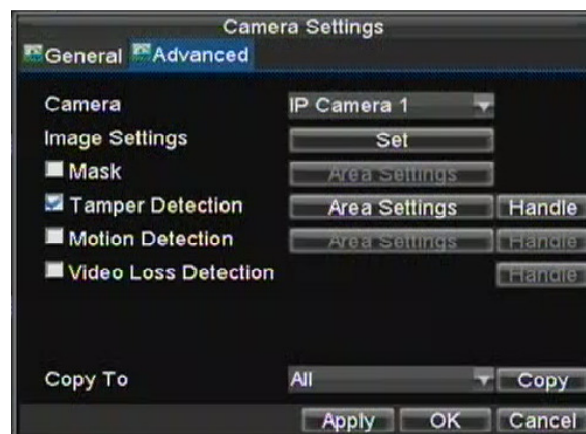 Camera Settings
General Advanced
Camera IP Camera 1
Image Settings Set
Mask Area Settings
Tamper Detection Area Settings Handle
Motion Detection Area Settings Handle
Video Loss Detection Handle
Copy To All Copy
Apply OK Cancel